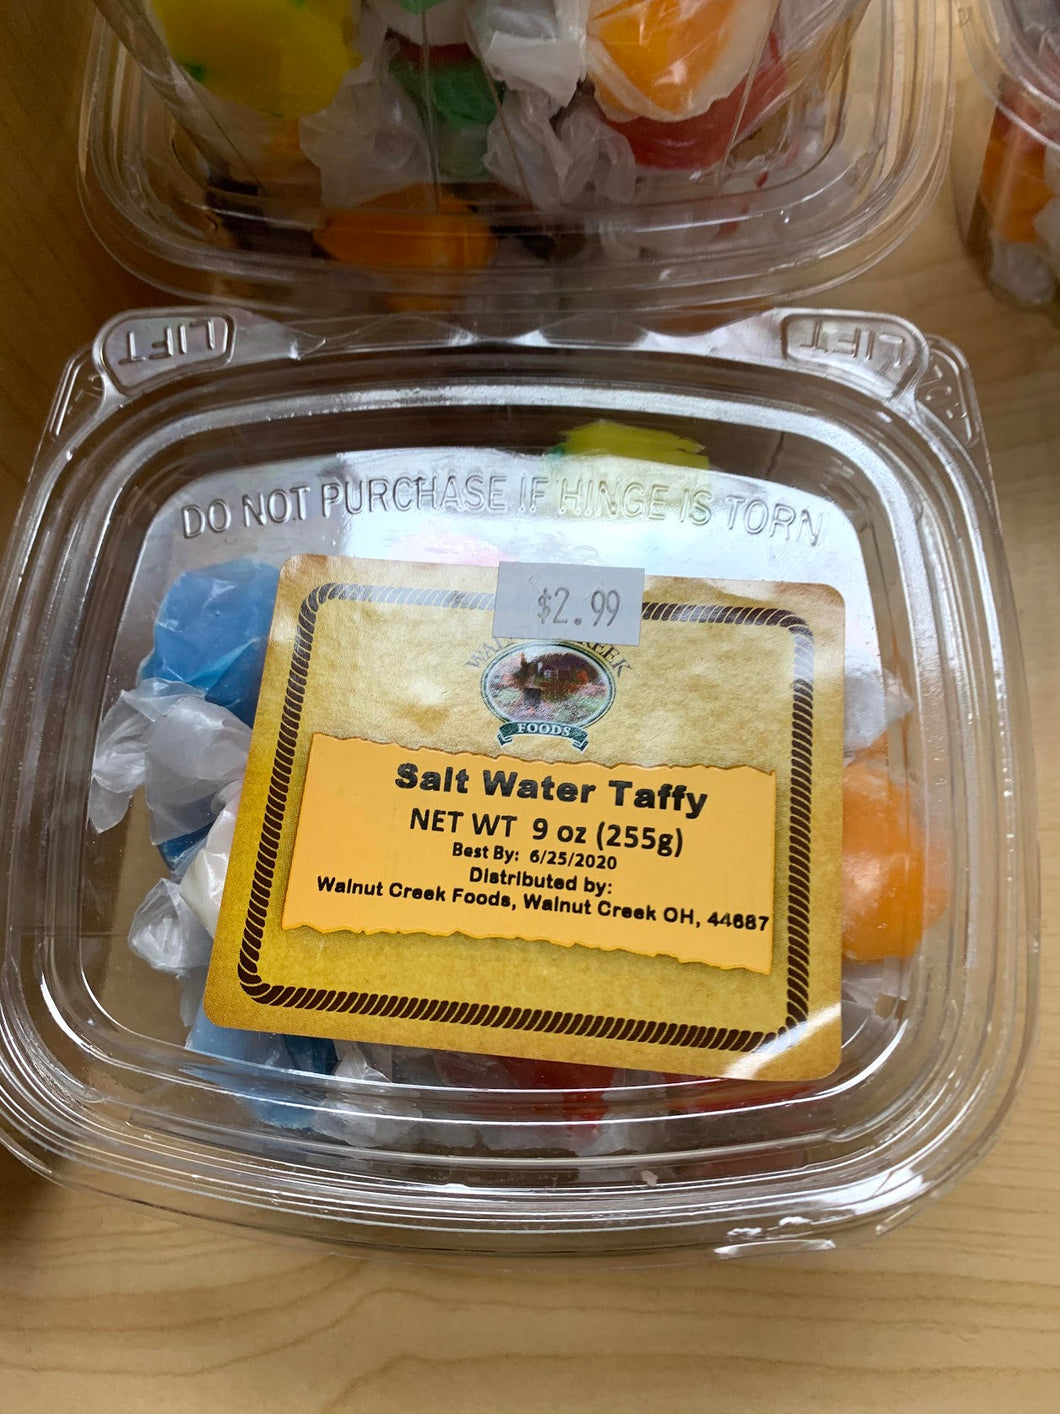 LIFT
LIFT
DO NOT PURCHASE IF HINGE IS TORN
$2.99
FOODS
Salt Water Taffy
NET WT 9 oz (255g)
Best By: 6/25/2020
Distributed by:
Walnut Creek Foods, Walnut Creek OH, 44687